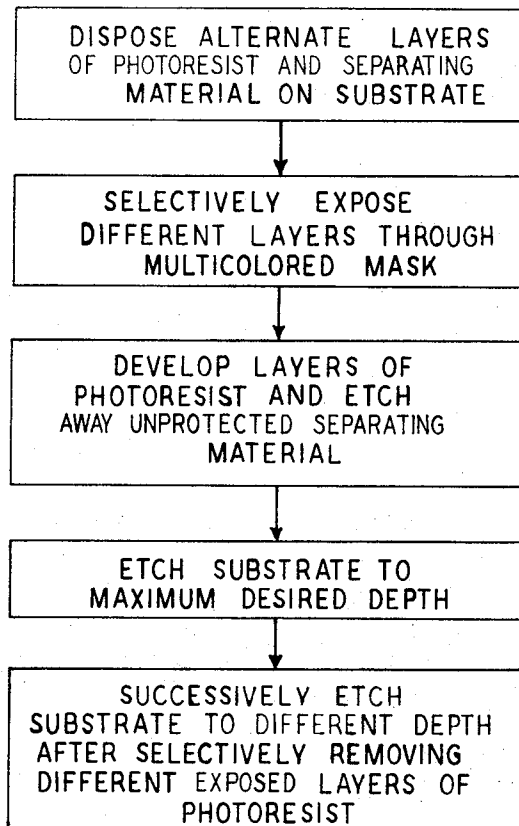 DISPOSE ALTERNATE LAYERS
OF PHOTORESIST AND SEPARATING
MATERIAL ON SUBSTRATE
SELECTIVELY EXPOSE
DIFFERENT LAYERS THROUGH
MULTICOLORED MASK
DEVELOP LAYERS OF
PHOTORESIST AND ETCH
AWAY UNPROTECTED SEPARATING
MATERIAL
ETCH SUBSTRATE TO
MAXIMUM DESIRED DEPTH
SUCCESSIVELY ETCH
SUBSTRATE TO DIFFERENT DEPTH
AFTER SELECTIVELY REMOVING
DIFFERENT EXPOSED LAYERS OF
PHOTORESIST